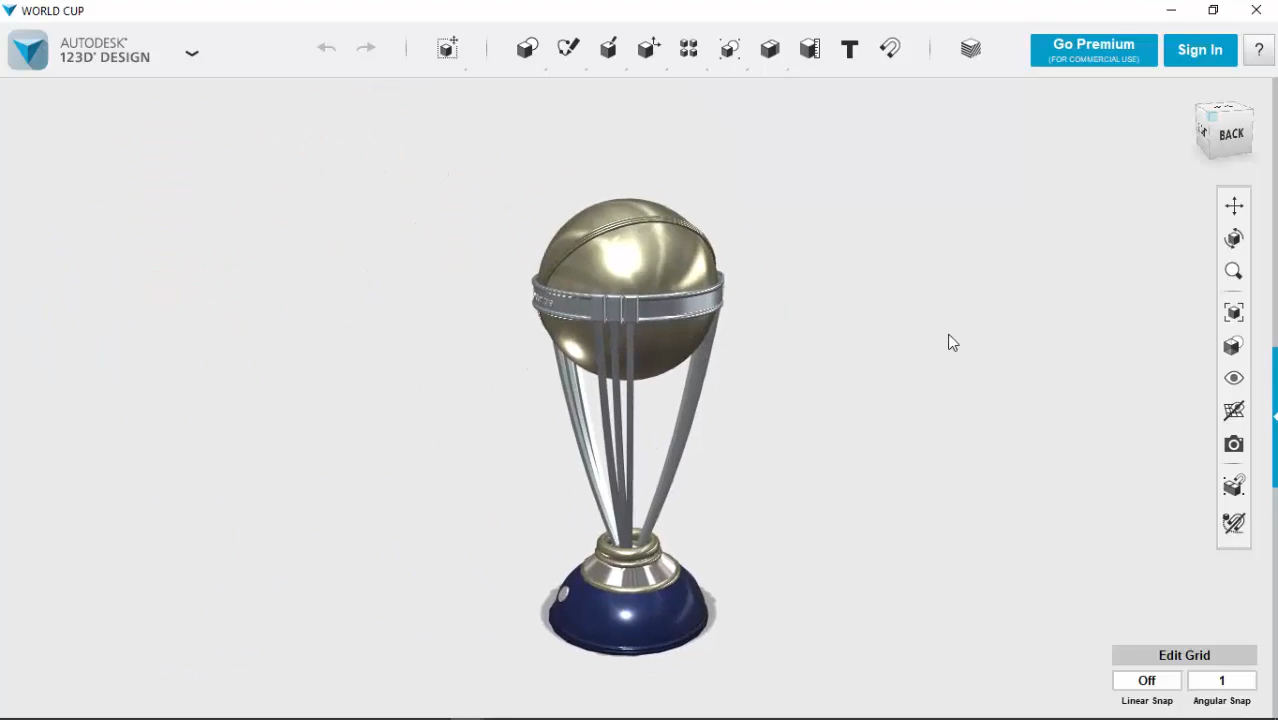 WORLD CUP
AUTODESK®
123D® DESIGN
Go Premium
(FOR COMMERCIAL USE)
Sign In
?
BACK
Edit Grid
Off
1
Linear Snap
Angular Snap